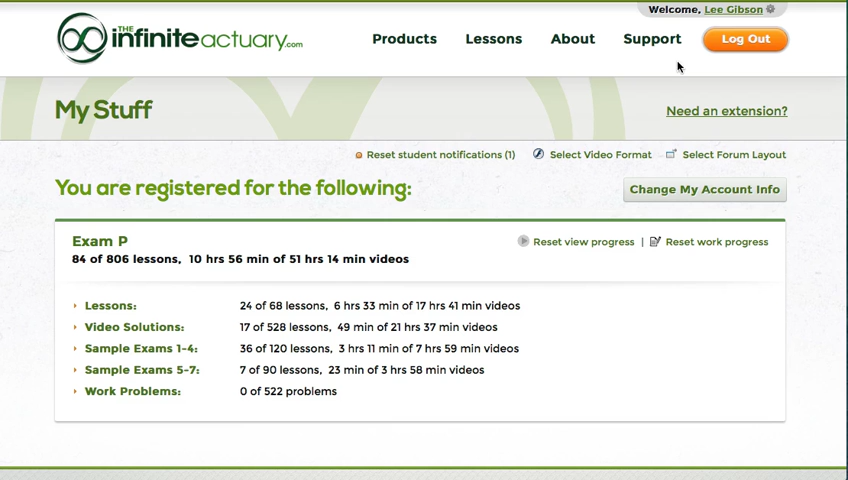 Welcome, Lee Gibson
THE infiniteactuary.com
Products Lessons About Support Log Out
My Stuff
Need an extension?
Reset student notifications (1) Select Video Format Select Forum Layout
You are registered for the following:
Change My Account Info
Exam P
Reset view progress | Reset work progress
84 of 806 lessons, 10 hrs 56 min of 51 hrs 14 min videos
Lessons: 24 of 68 lessons, 6 hrs 33 min of 17 hrs 41 min videos
Video Solutions: 17 of 528 lessons, 49 min of 21 hrs 37 min videos
Sample Exams 1-4: 36 of 120 lessons, 3 hrs 11 min of 7 hrs 59 min videos
Sample Exams 5-7: 7 of 90 lessons, 23 min of 3 hrs 58 min videos
Work Problems: 0 of 522 problems